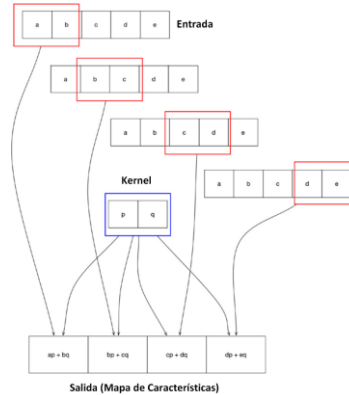 a b c d e Entrada
a b c d e
a b c d e
a b c d e
Kernel
p q
ap + bq bp + cq cp + dq dp + eq
Salida (Mapa de Características)